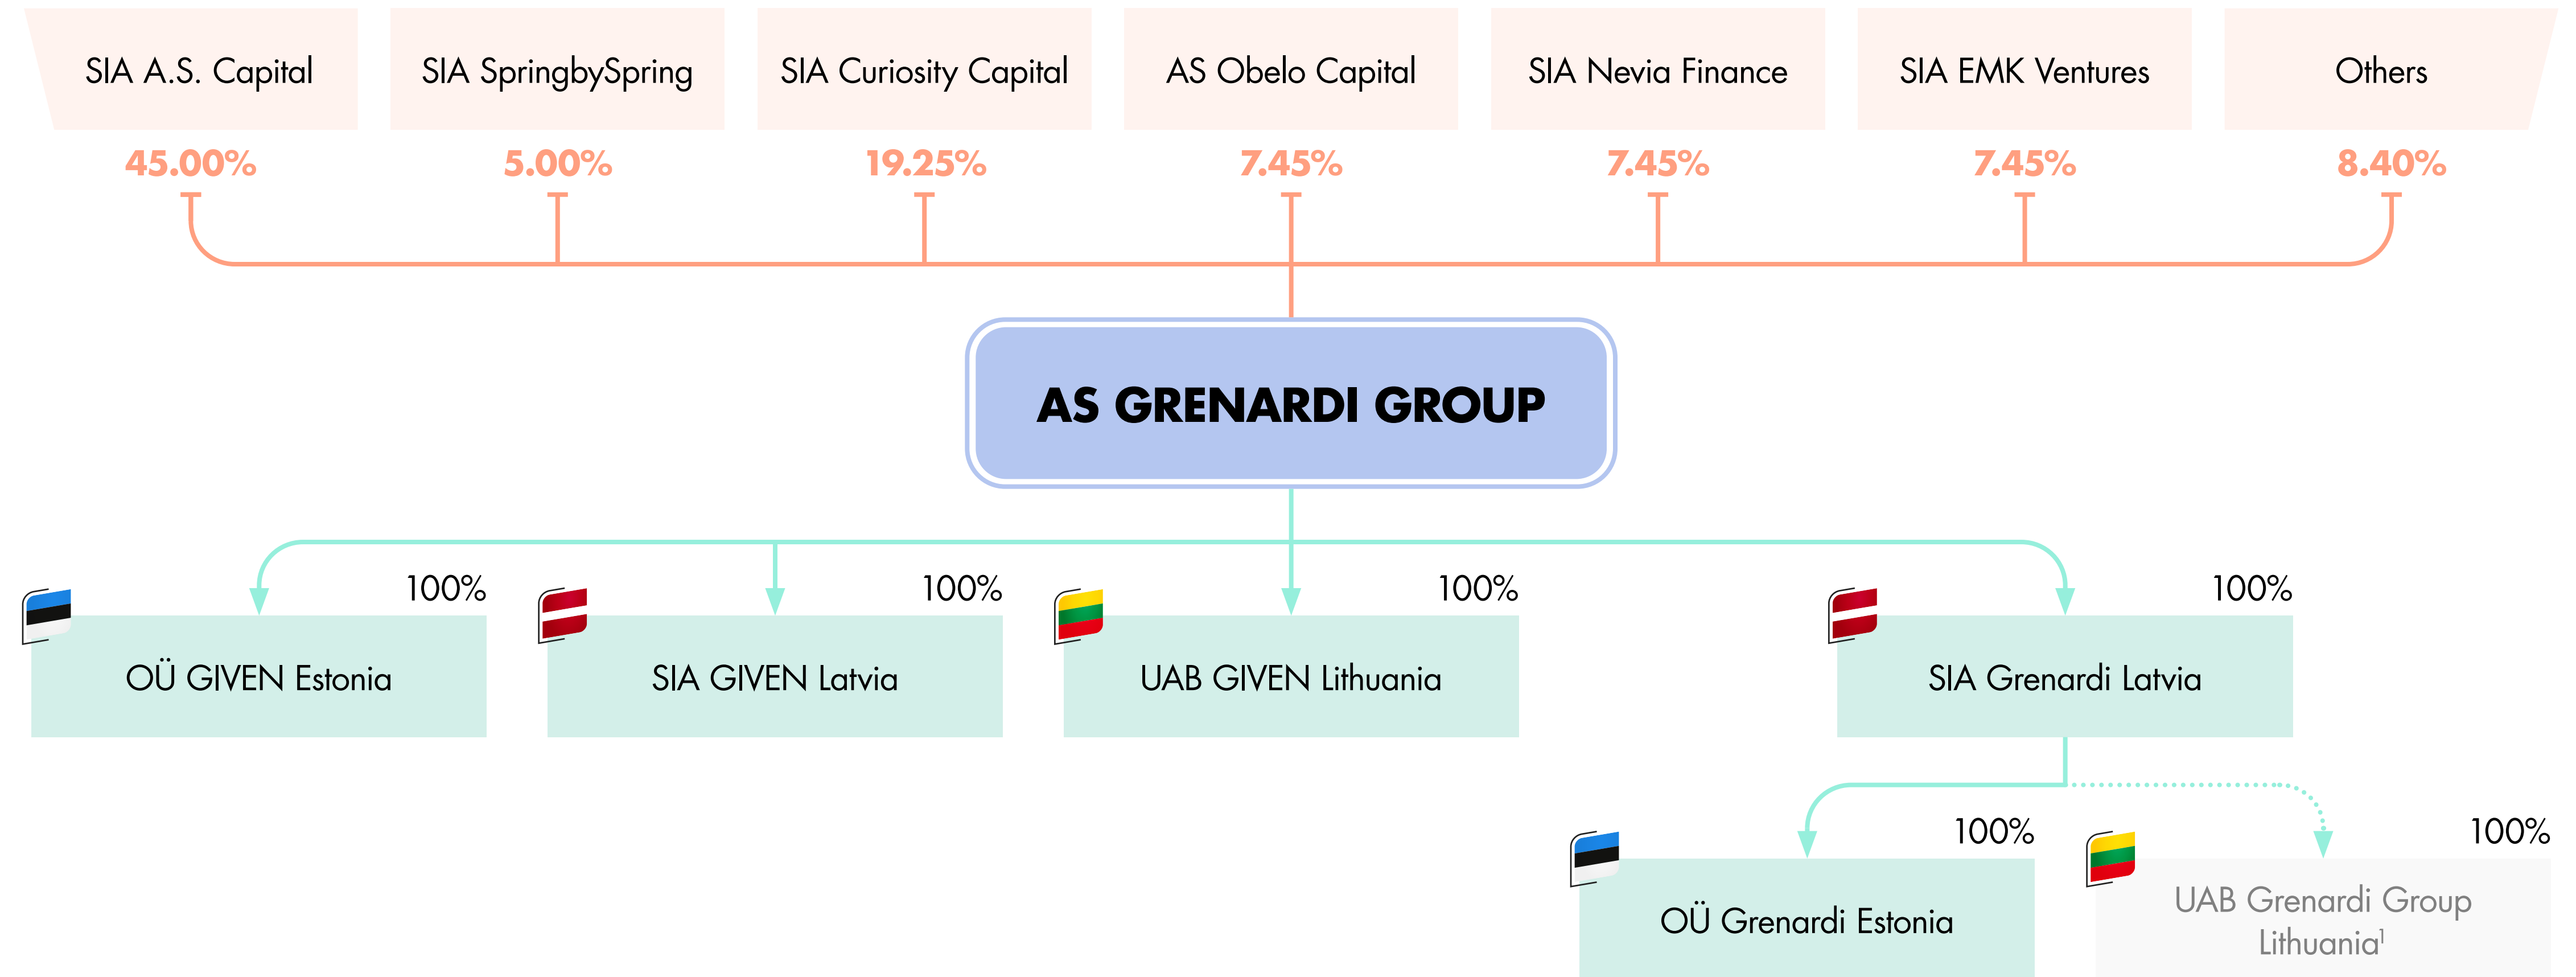 SIA A.S. Capital
SIA SpringbySpring
SIA Curiosity Capital
AS Obelo Capital
SIA Nevia Finance
SIA EMK Ventures
Others
45.00%
5.00%
19.25%
7.45%
7.45%
7.45%
8.40%
AS GRENARDI GROUP
100%
100%
100%
100%
OÜ GIVEN Estonia
SIA GIVEN Latvia
UAB GIVEN Lithuania
SIA Grenardi Latvia
100%
100%
OÜ Grenardi Estonia
UAB Grenardi Group
Lithuania¹